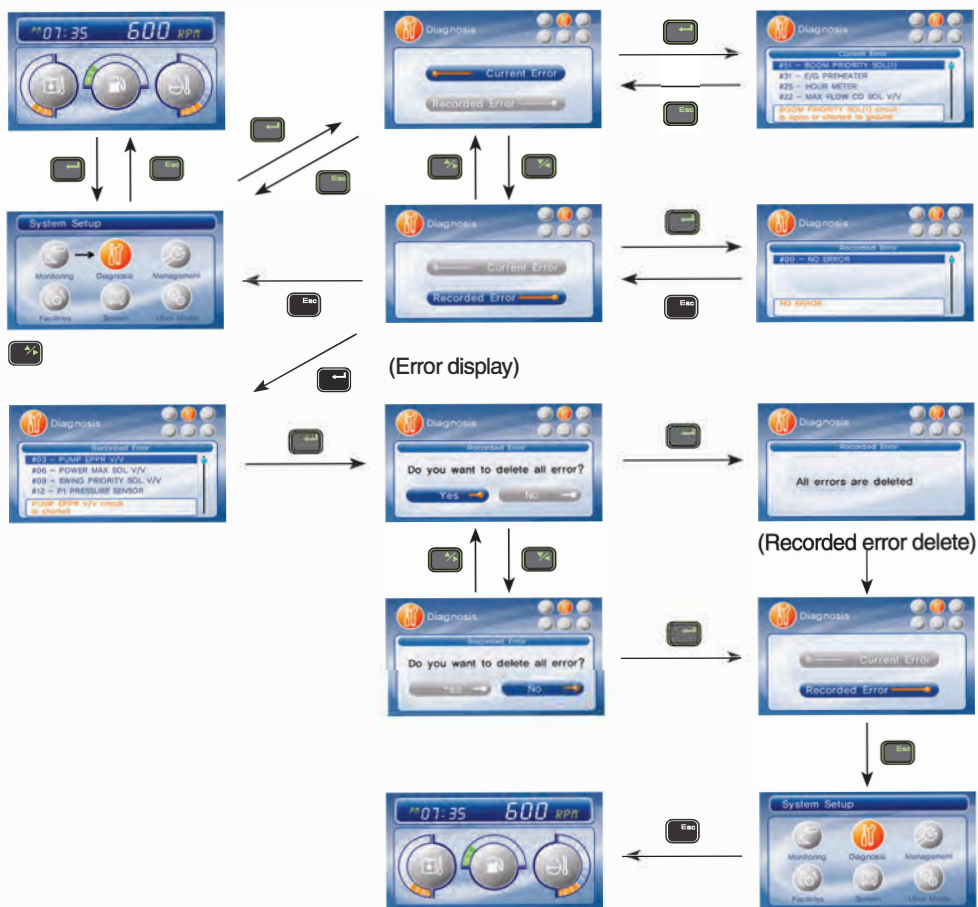 PM 07:35 600 RPM
Diagnosis
Current Error
Recorded Error
Diagnosis
Current Error
#51 - BOOM PRIORITY SOL(1)
#31 - E/G. PREHEATER
#25 - HOUR METER
#22 - MAX FLOW CO SOL V/V
BOOM PRIORITY SOL(1) circuit
is open or shorted to ground
Esc
Esc
Esc
System Setup
Monitoring Diagnosis Management
Facilities Screen User Mode
Diagnosis
Current Error
Recorded Error
Diagnosis
Recorded Error
#00 - NO ERROR
NO ERROR
Esc
Esc
(Error display)
Diagnosis
Recorded Error
#03 - PUMP EPPR V/V
#06 - POWER MAX SOL V/V
#09 - SWING PRIORITY SOL V/V
#12 - P1 PRESSURE SENSOR
PUMP EPPR V/V circuit
is shorted
Diagnosis
Recorded Error
Do you want to delete all error?
Yes No
Diagnosis
Recorded Error
All errors are deleted
(Recorded error delete)
Diagnosis
Recorded Error
Do you want to delete all error?
Yes No
Diagnosis
Current Error
Recorded Error
Esc
PM 07:35 600 RPM
Esc
System Setup
Monitoring Diagnosis Management
Facilities Screen User Mode